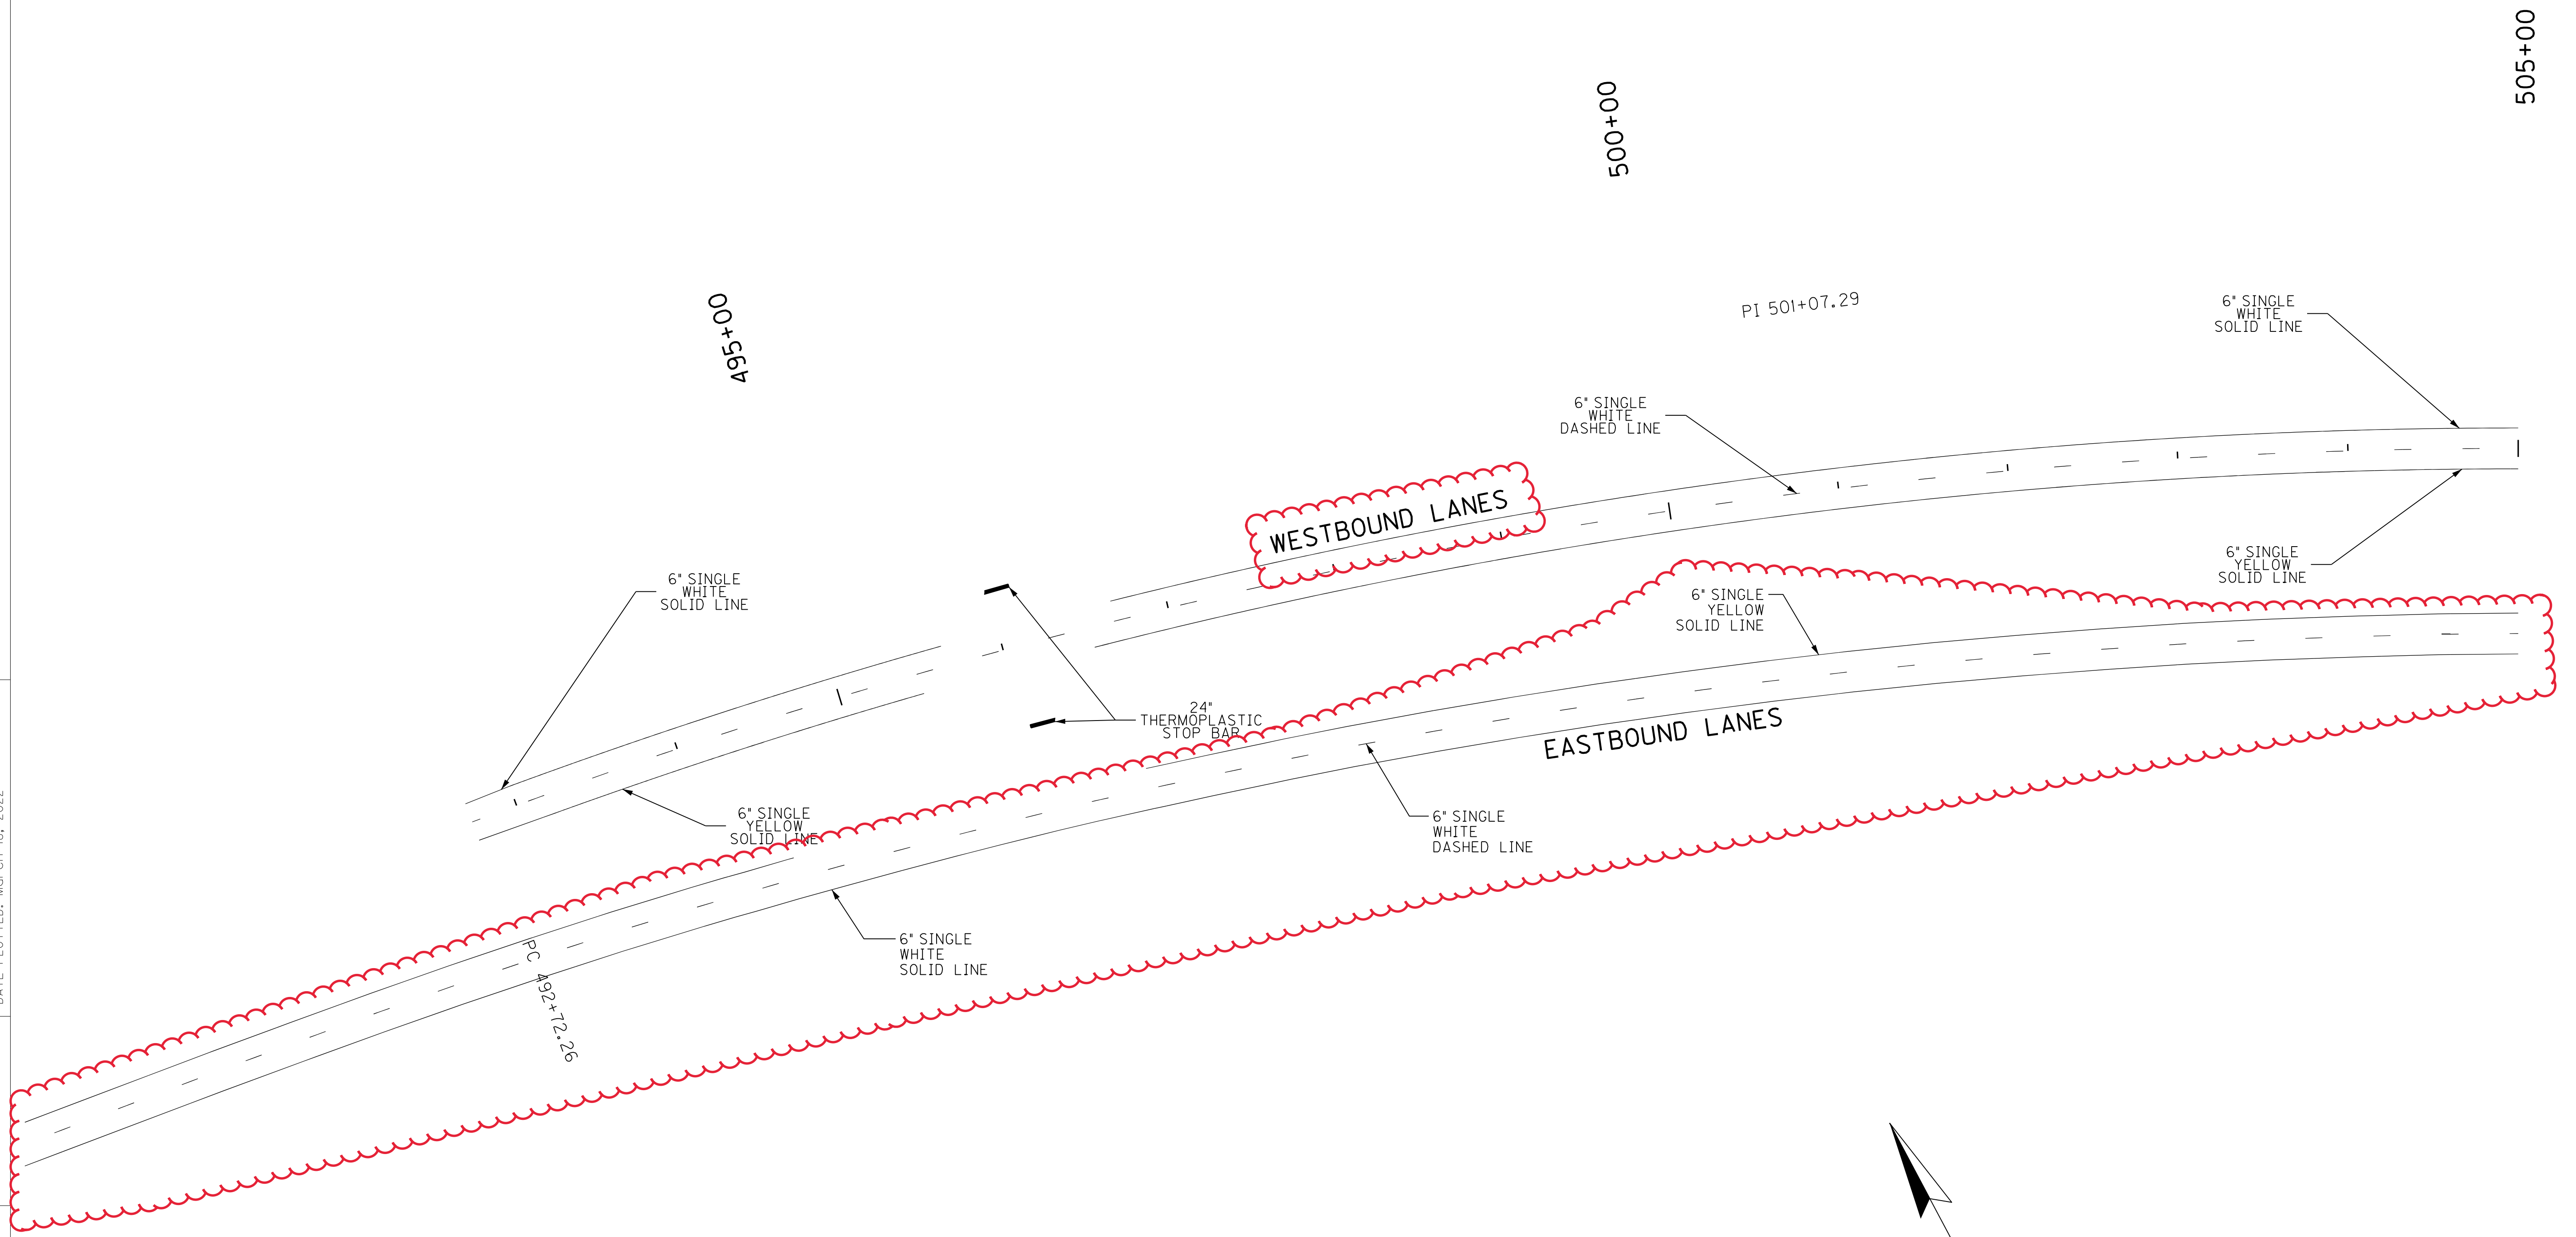 505+00
500+00
495+00
PI 501+07.29
6" SINGLE
WHITE
SOLID LINE
6" SINGLE
WHITE
DASHED LINE
WESTBOUND LANES
6" SINGLE
YELLOW
SOLID LINE
6" SINGLE
WHITE
SOLID LINE
6" SINGLE
YELLOW
SOLID LINE
24"
THERMOPLASTIC
STOP BAR
EASTBOUND LANES
6" SINGLE
YELLOW
SOLID LINE
6" SINGLE
WHITE
DASHED LINE
6" SINGLE
WHITE
SOLID LINE
PC 492+72.26